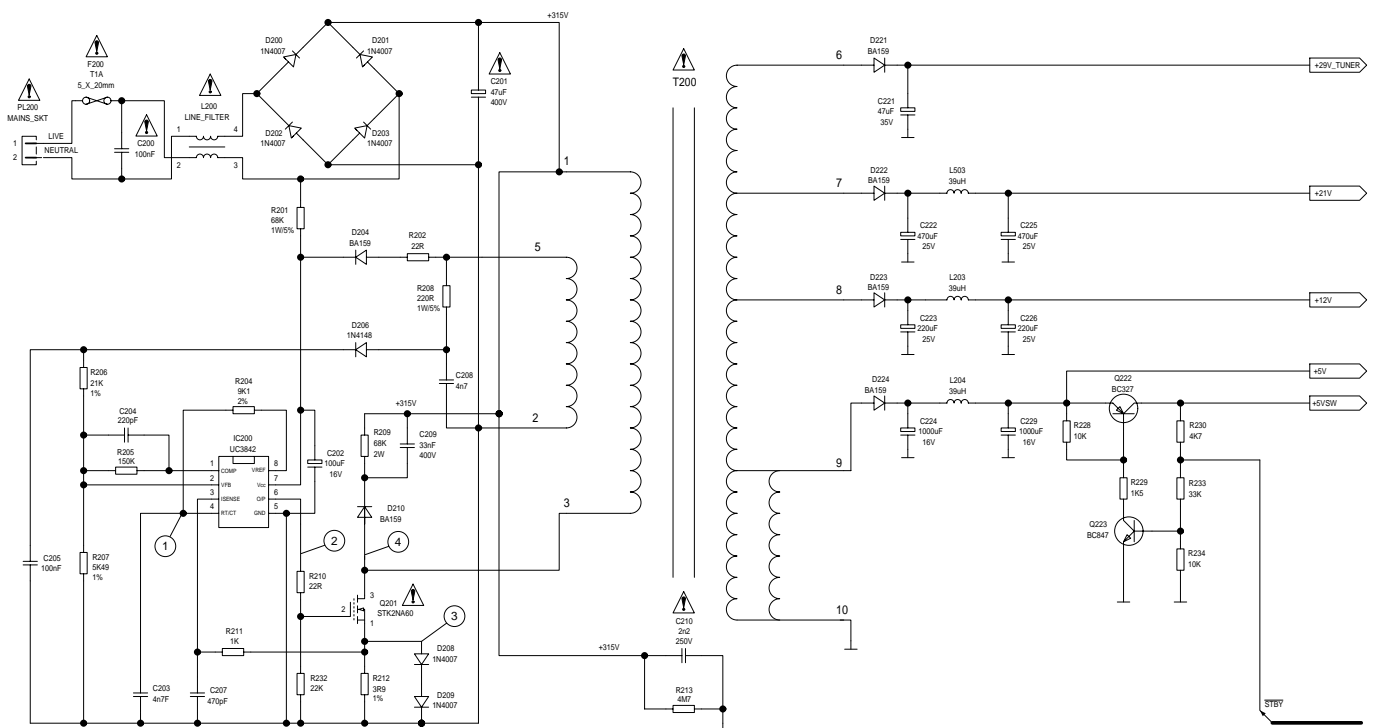 +315V
F200
T1A
5_X_20mm
PL200
MAINS_SKT
1
2
LIVE
NEUTRAL
C200
100nF
L200
LINE_FILTER
1
4
2
3
D200
1N4007
D201
1N4007
D202
1N4007
D203
1N4007
C201
47uF
400V
R201
68K
1W/5%
D204
BA159
R202
22R
R208
220R
1W/5%
D206
1N4148
C208
4n7
1
5
2
3
R206
21K
1%
R204
9K1
2%
C204
220pF
R205
150K
IC200
UC3842
1 COMP VREF 8
2 VFB Vcc 7
3 ISENSE O/P 6
4 RT/CT GND 5
C202
100uF
16V
+315V
R209
68K
2W
C209
33nF
400V
D210
BA159
1
2
4
3
C205
100nF
R207
5K49
1%
R210
22R
Q201
STK2NA60
3
2
1
R211
1K
D208
1N4007
D209
1N4007
C203
4n7F
C207
470pF
R232
22K
R212
3R9
1%
T200
C210
2n2
250V
+315V
R213
4M7
6
7
8
9
10
D221
BA159
C221
47uF
35V
+29V_TUNER
D222
BA159
L503
39uH
C222
470uF
25V
C225
470uF
25V
+21V
D223
BA159
L203
39uH
C223
220uF
25V
C226
220uF
25V
+12V
D224
BA159
L204
39uH
C224
1000uF
16V
C229
1000uF
16V
Q222
BC327
+5V
+5VSW
R228
10K
R230
4K7
R229
1K5
R233
33K
Q223
BC847
R234
10K
STBY